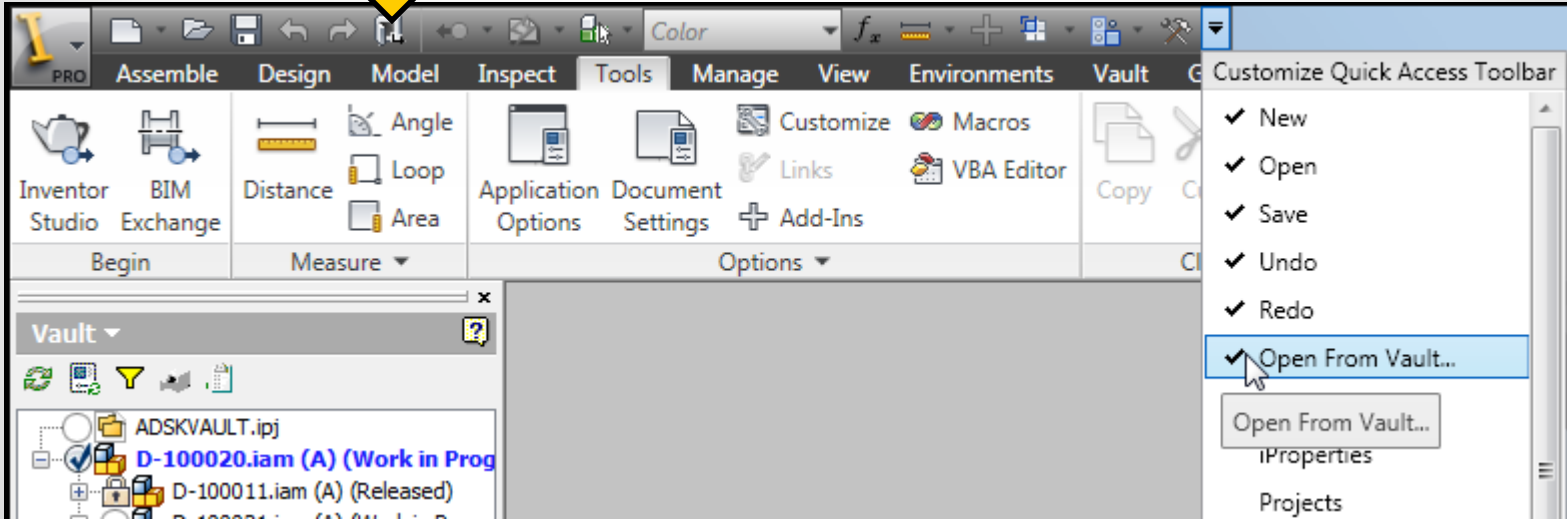 Color
fx
PRO Assemble Design Model Inspect Tools Manage View Environments Vault G
Customize Quick Access Toolbar
Inventor Studio
BIM Exchange
Begin
Distance
Angle
Loop
Area
Measure
Application Options
Document Settings
Customize
Links
Add-Ins
Macros
VBA Editor
Options
Copy
New
Open
Save
Undo
Redo
Open From Vault...
Open From Vault...
iProperties
Projects
Vault
ADSKVAULT.ipj
D-100020.iam (A) (Work in Prog
D-100011.iam (A) (Released)